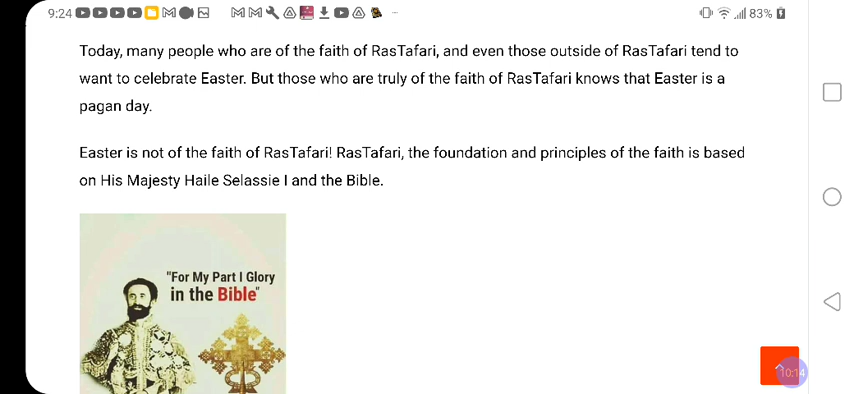 9:24
83%
Today, many people who are of the faith of RasTafari, and even those outside of RasTafari tend to
want to celebrate Easter. But those who are truly of the faith of RasTafari knows that Easter is a
pagan day.
Easter is not of the faith of RasTafari! RasTafari, the foundation and principles of the faith is based
on His Majesty Haile Selassie I and the Bible.
"For My Part I Glory
in the Bible"
10:14